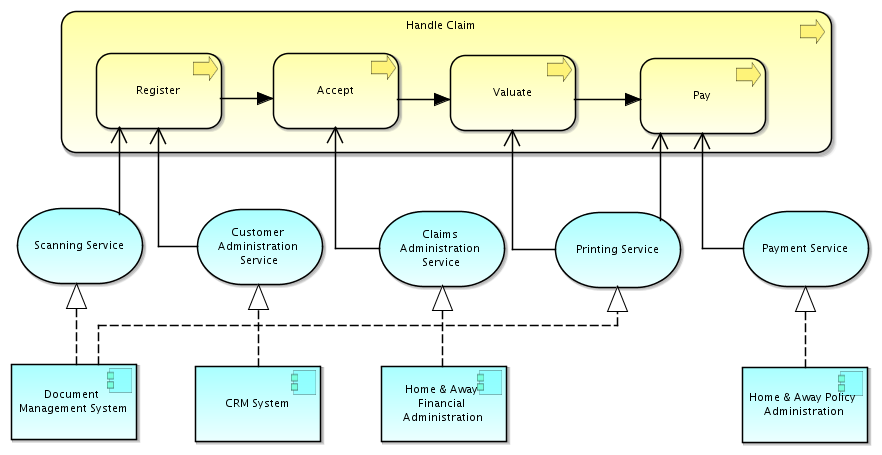 Handle Claim
Register
Accept
Valuate
Pay
Scanning Service
Customer
Administration
Service
Claims
Administration
Service
Printing Service
Payment Service
Document
Management System
CRM System
Home & Away
Financial
Administration
Home & Away Policy
Administration